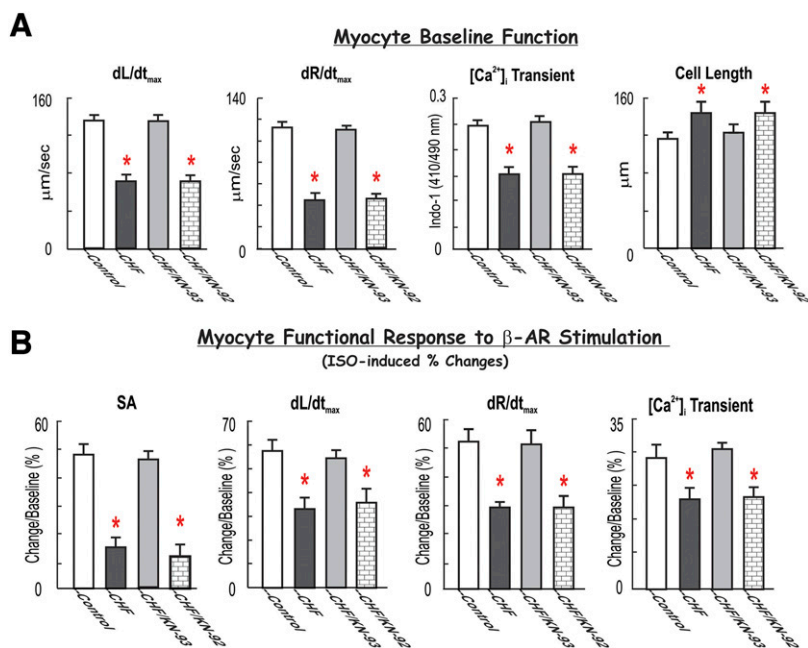 A
Myocyte Baseline Function
dL/dtmax
dR/dtmax
[Ca2+]i Transient
Cell Length
160
140
0.3
160
µm/sec
µm/sec
Indo-1 (410/490 nm)
µm
*
*
*
*
*
*
*
*
0
0
0
0
Control
CHF
CHF/KN-93
CHF/KN-92
Control
CHF
CHF/KN-93
CHF/KN-92
Control
CHF
CHF/KN-93
CHF/KN-92
Control
CHF
CHF/KN-93
CHF/KN-92
B
Myocyte Functional Response to β-AR Stimulation
(ISO-induced % Changes)
SA
dL/dtmax
dR/dtmax
[Ca2+]i Transient
60
70
60
35
Change/Baseline (%)
Change/Baseline (%)
Change/Baseline (%)
Change/Baseline (%)
*
*
*
*
*
*
*
*
0
0
0
0
Control
CHF
CHF/KN-93
CHF/KN-92
Control
CHF
CHF/KN-93
CHF/KN-92
Control
CHF
CHF/KN-93
CHF/KN-92
Control
CHF
CHF/KN-93
CHF/KN-92